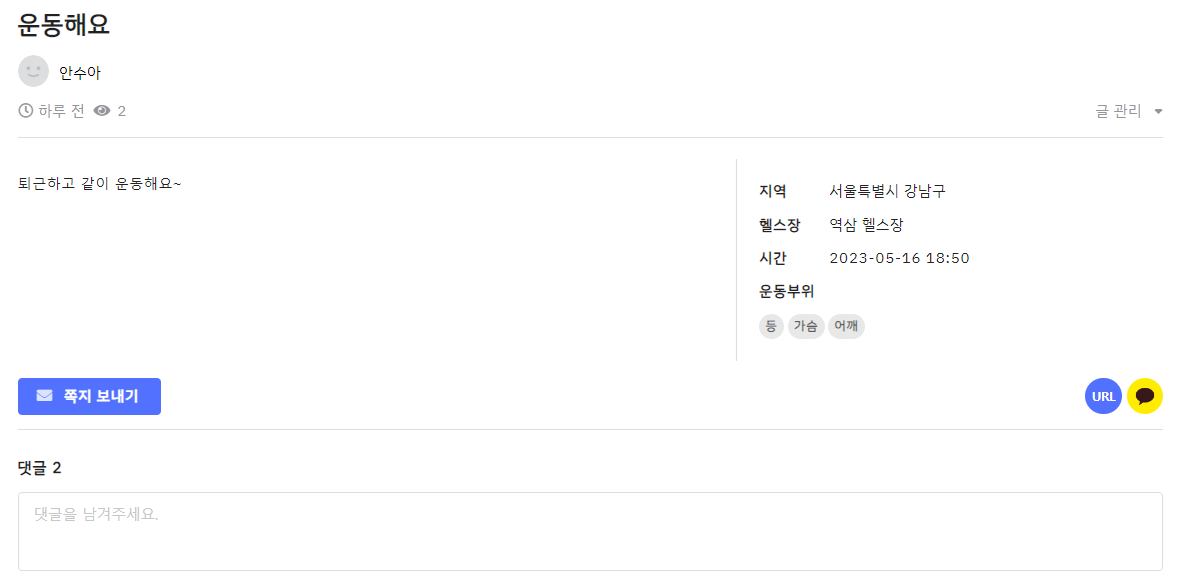 운동해요
안수아
하루 전 2
글 관리
퇴근하고 같이 운동해요~
지역 서울특별시 강남구
헬스장 역삼 헬스장
시간 2023-05-16 18:50
운동부위
등 가슴 어깨
쪽지 보내기
URL
댓글 2
댓글을 남겨주세요.